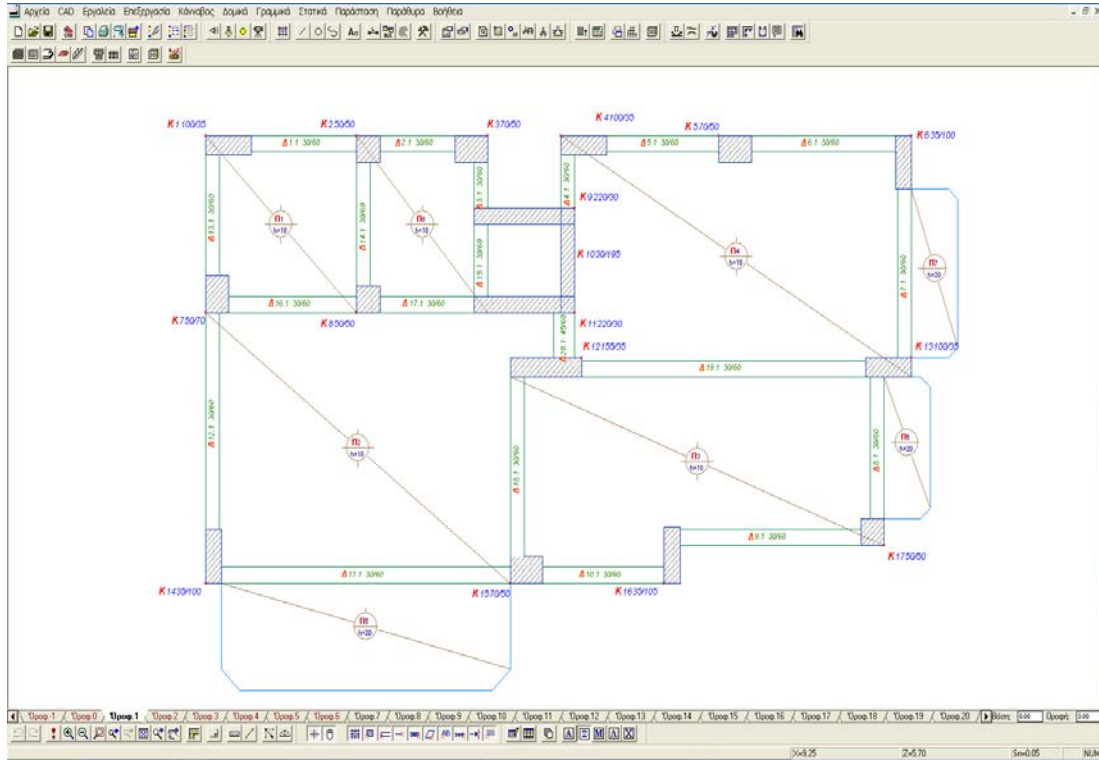 Αρχεία CAD Εργαλεία Επεξεργασία Κάνναβος Δομικά Γραμμικά Στατικά Παράσταση Παράθυρα Βοήθεια
K1 100/35
K2 50/50
K3 70/50
K4 100/35
K5 70/50
K6 35/100
Δ1.1 30/60
Δ2.1 30/60
Δ5.1 30/60
Δ6.1 30/60
Δ13.1 30/60
Δ14.1 30/60
Δ3.1 30/60
Δ4.1 30/60
K9 220/30
Π1
h=18
h=18
Π4
h=18
Π7
h=20
Δ15.1 30/60
K10 30/195
Δ7.1 30/60
Δ16.1 30/60
Δ17.1 30/60
K7 50/70
K8 50/50
K11 220/30
Δ20.1 45/60
K12 155/35
K13 100/35
Δ19.1 30/60
Δ12.1 30/60
Π2
h=18
Δ18.1 30/60
Π3
h=18
Δ8.1 30/60
h=20
Δ9.1 30/60
K17 50/50
Δ11.1 30/60
Δ10.1 30/60
K14 35/100
K15 70/50
K16 35/105
h=20
Όροφ.-1 Όροφ.0 Όροφ.1 Όροφ.2 Όροφ.3 Όροφ.4 Όροφ.5 Όροφ.6 Όροφ.7 Όροφ.8 Όροφ.9 Όροφ.10 Όροφ.11 Όροφ.12 Όροφ.13 Όροφ.14 Όροφ.15 Όροφ.16 Όροφ.17 Όροφ.18 Όροφ.19 Όροφ.20 Βάση 0.00 Οροφή 3.00
X=9.25 Z=5.70 Sn=0.05 NUM